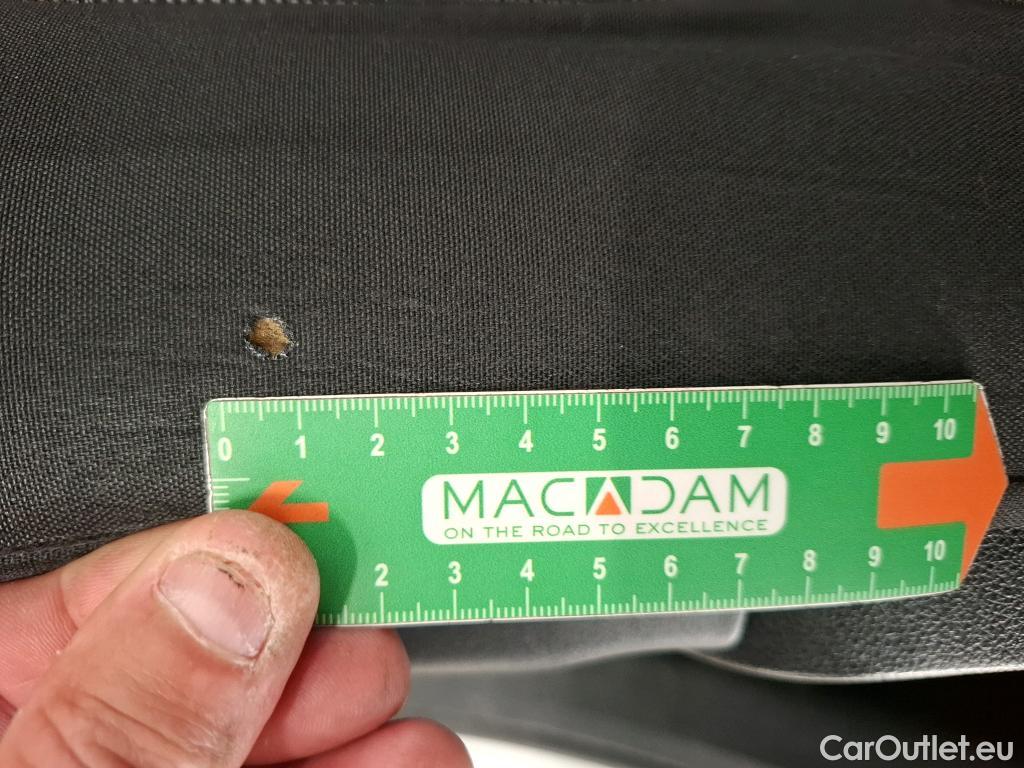 0 1 2 3 4 5 6 7 8 9 10
MACADAM
ON THE ROAD TO EXCELLENCE
2 3 4 5 6 7 8 9 10
CarOutlet.eu